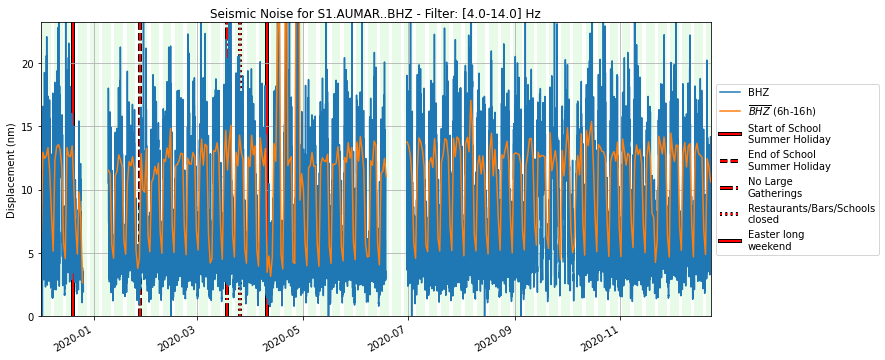 Seismic Noise for S1.AUMAR..BHZ - Filter: [4.0-14.0] Hz
Displacement (nm)
20
15
10
5
0
2020-01
2020-03
2020-05
2020-07
2020-09
2020-11
BHZ
BHZ (6h-16h)
Start of School
Summer Holiday
End of School
Summer Holiday
No Large
Gatherings
Restaurants/Bars/Schools
closed
Easter long
weekend